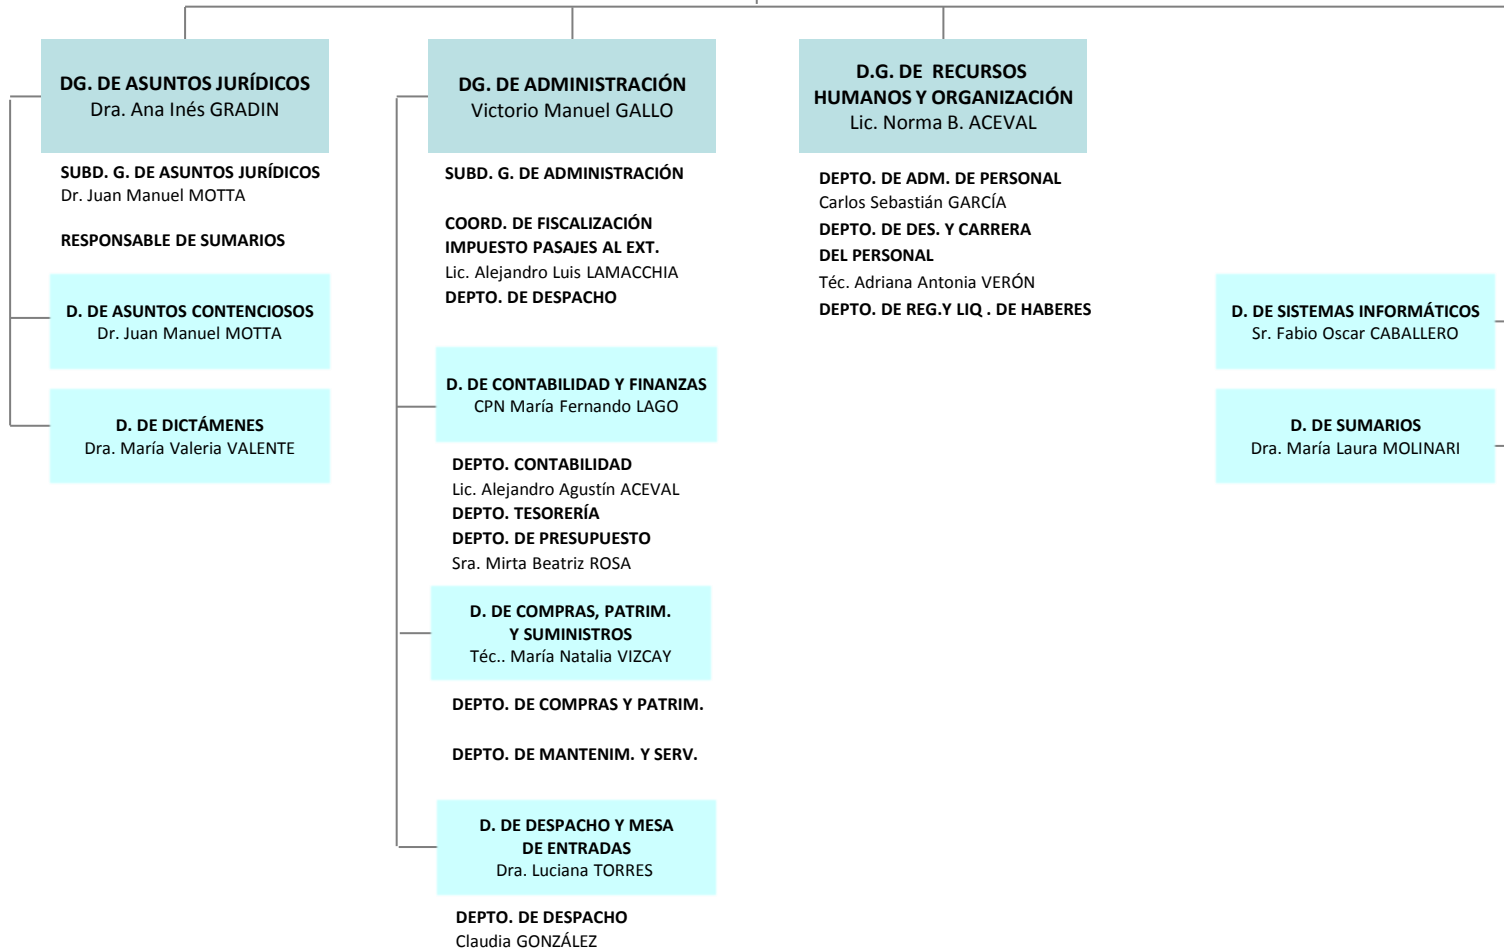 DG. DE ASUNTOS JURÍDICOS
Dra. Ana Inés GRADIN
SUBD. G. DE ASUNTOS JURÍDICOS
Dr. Juan Manuel MOTTA
RESPONSABLE DE SUMARIOS
D. DE ASUNTOS CONTENCIOSOS
Dr. Juan Manuel MOTTA
D. DE DICTÁMENES
Dra. María Valeria VALENTE
DG. DE ADMINISTRACIÓN
Victorio Manuel GALLO
SUBD. G. DE ADMINISTRACIÓN
COORD. DE FISCALIZACIÓN
IMPUESTO PASAJES AL EXT.
Lic. Alejandro Luis LAMACCHIA
DEPTO. DE DESPACHO
D. DE CONTABILIDAD Y FINANZAS
CPN María Fernando LAGO
DEPTO. CONTABILIDAD
Lic. Alejandro Agustín ACEVAL
DEPTO. TESORERÍA
DEPTO. DE PRESUPUESTO
Sra. Mirta Beatriz ROSA
D. DE COMPRAS, PATRIM.
Y SUMINISTROS
Téc.. María Natalia VIZCAY
DEPTO. DE COMPRAS Y PATRIM.
DEPTO. DE MANTENIM. Y SERV.
D. DE DESPACHO Y MESA
DE ENTRADAS
Dra. Luciana TORRES
DEPTO. DE DESPACHO
Claudia GONZÁLEZ
D.G. DE RECURSOS
HUMANOS Y ORGANIZACIÓN
Lic. Norma B. ACEVAL
DEPTO. DE ADM. DE PERSONAL
Carlos Sebastián GARCÍA
DEPTO. DE DES. Y CARRERA
DEL PERSONAL
Téc. Adriana Antonia VERÓN
DEPTO. DE REG.Y LIQ . DE HABERES
D. DE SISTEMAS INFORMÁTICOS
Sr. Fabio Oscar CABALLERO
D. DE SUMARIOS
Dra. María Laura MOLINARI